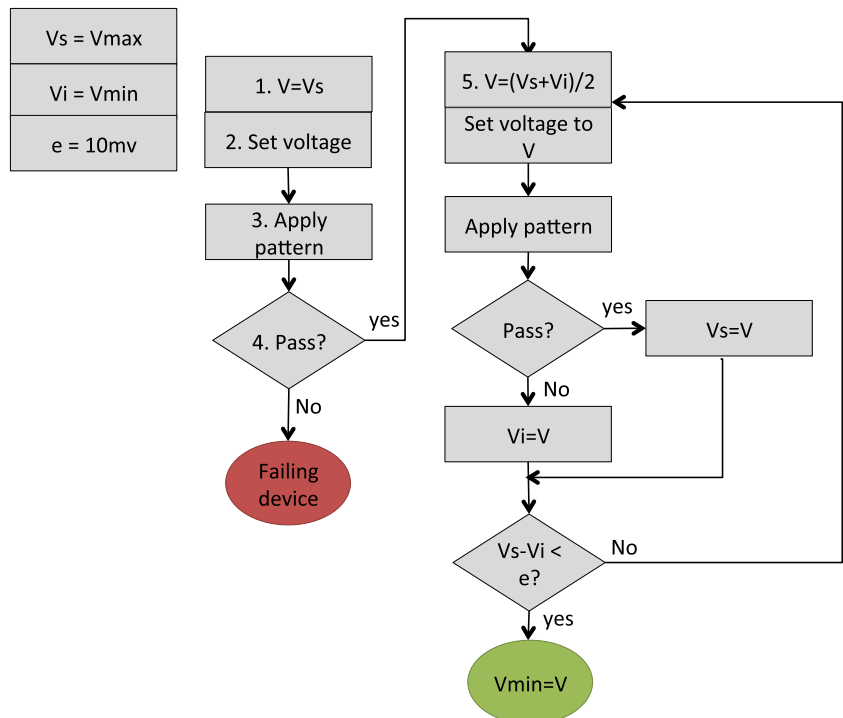 Vs = Vmax
Vi = Vmin
e = 10mv
1. V=Vs
2. Set voltage
3. Apply
pattern
4. Pass?
yes
No
Failing
device
5. V=(Vs+Vi)/2
Set voltage to
V
Apply pattern
Pass?
yes
Vs=V
No
Vi=V
Vs-Vi <
e?
No
yes
Vmin=V